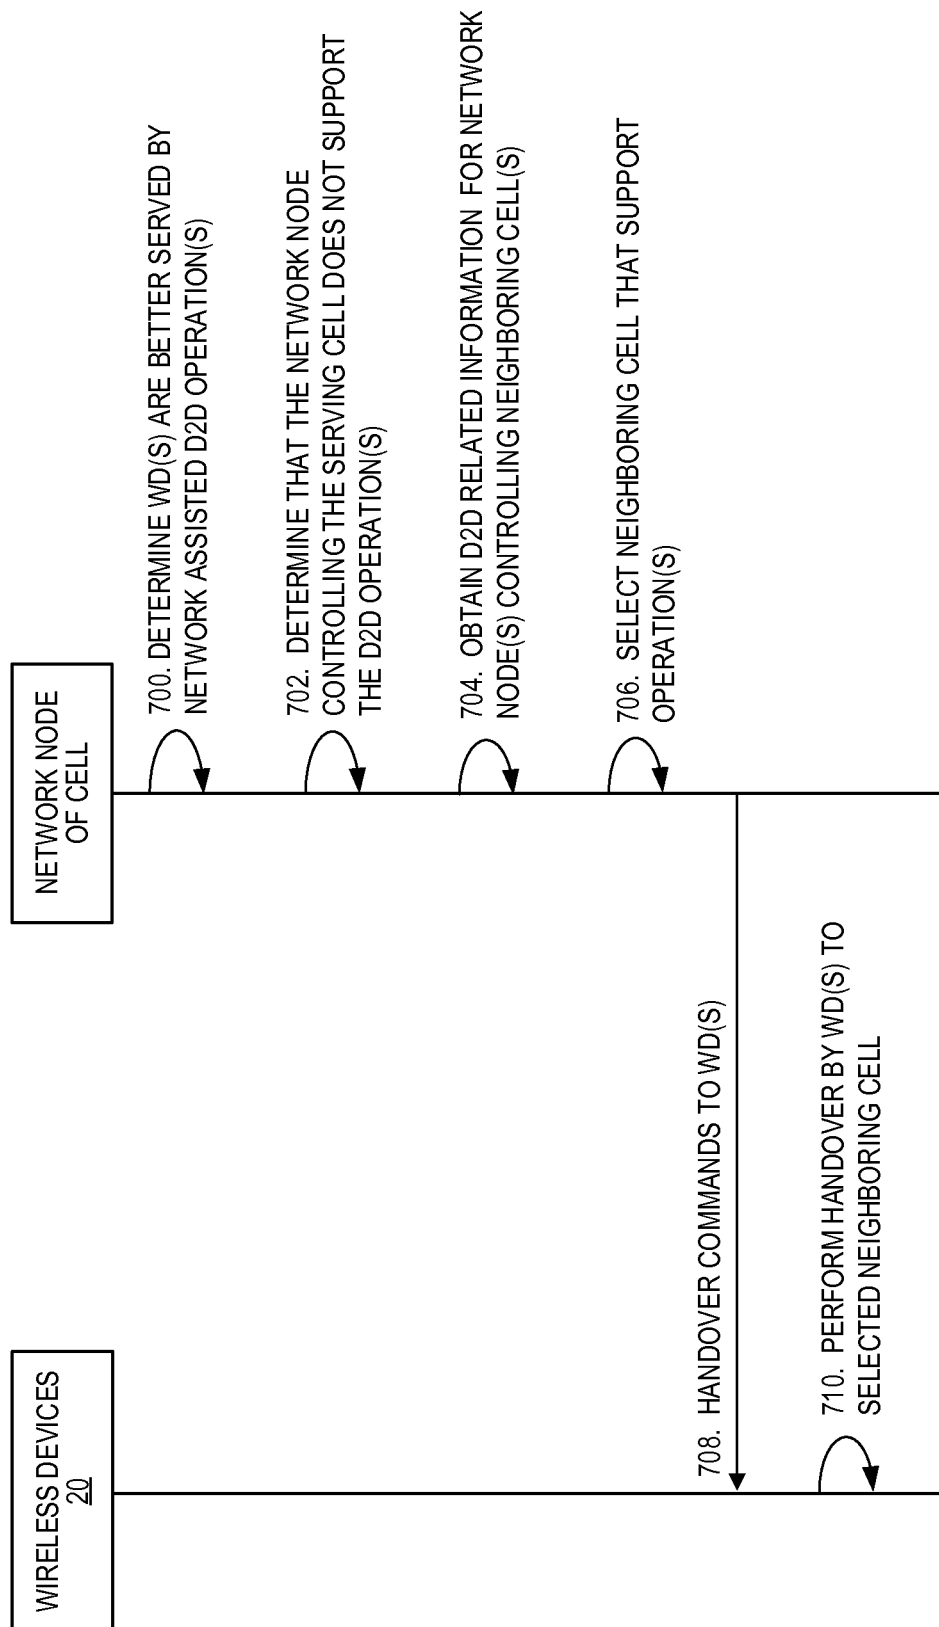 WIRELESS DEVICES
20
NETWORK NODE
OF CELL
700. DETERMINE WD(S) ARE BETTER SERVED BY
NETWORK ASSISTED D2D OPERATION(S)
702. DETERMINE THAT THE NETWORK NODE
CONTROLLING THE SERVING CELL DOES NOT SUPPORT
THE D2D OPERATION(S)
704. OBTAIN D2D RELATED INFORMATION FOR NETWORK
NODE(S) CONTROLLING NEIGHBORING CELL(S)
706. SELECT NEIGHBORING CELL THAT SUPPORT
OPERATION(S)
708. HANDOVER COMMANDS TO WD(S)
710. PERFORM HANDOVER BY WD(S) TO
SELECTED NEIGHBORING CELL